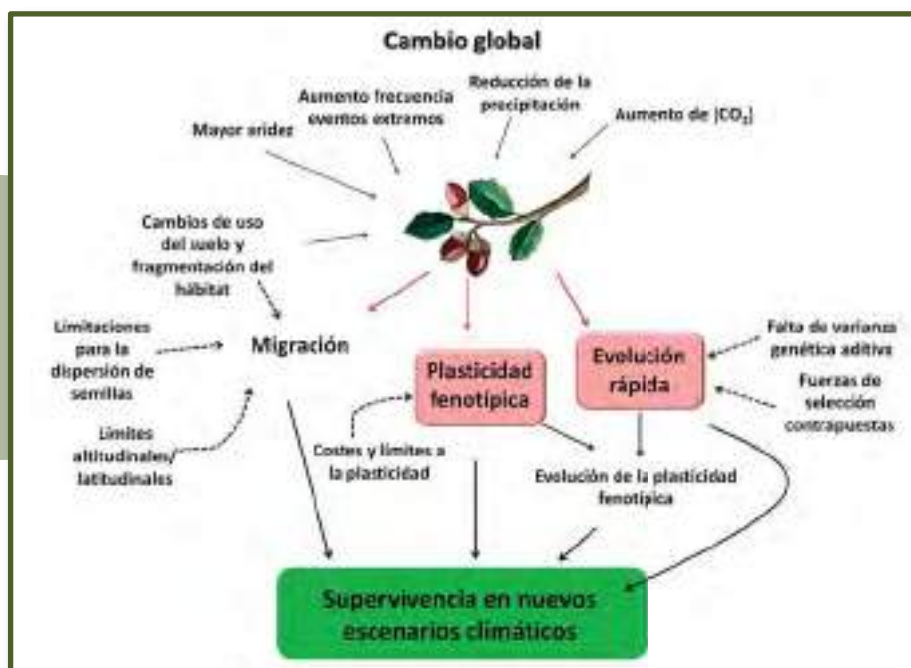 Cambio global
Aumento frecuencia
eventos extremos
Reducción de la
precipitación
Mayor aridez
Aumento de [CO₂]
Cambios de uso
del suelo y
fragmentación del
hábitat
Limitaciones
para la
dispersión de
semillas
Migración
Límites
altitudinales/
latitudinales
Plasticidad
fenotípica
Evolución
rápida
Falta de varianza
genética aditiva
Fuerzas de
selección
contrapuestas
Costes y límites a
la plasticidad
Evolución de la plasticidad
fenotípica
Supervivencia en nuevos
escenarios climáticos